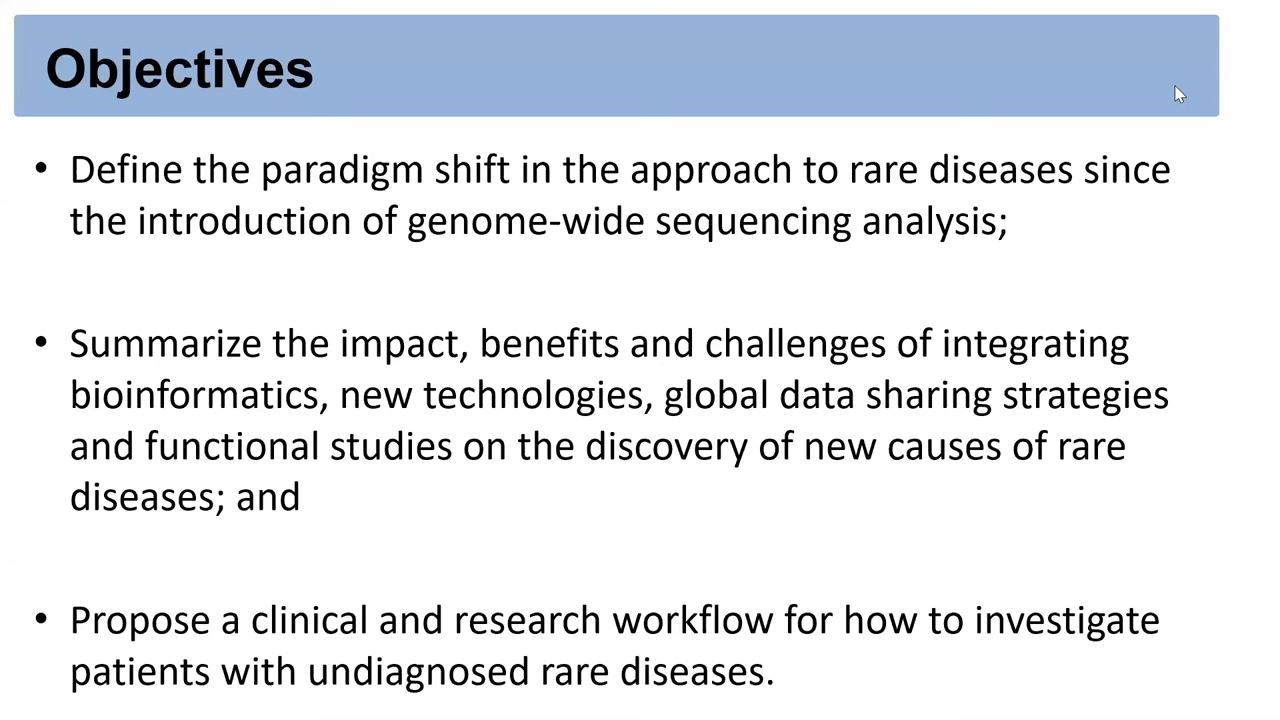 Objectives
• Define the paradigm shift in the approach to rare diseases since
the introduction of genome-wide sequencing analysis;
• Summarize the impact, benefits and challenges of integrating
bioinformatics, new technologies, global data sharing strategies
and functional studies on the discovery of new causes of rare
diseases; and
• Propose a clinical and research workflow for how to investigate
patients with undiagnosed rare diseases.